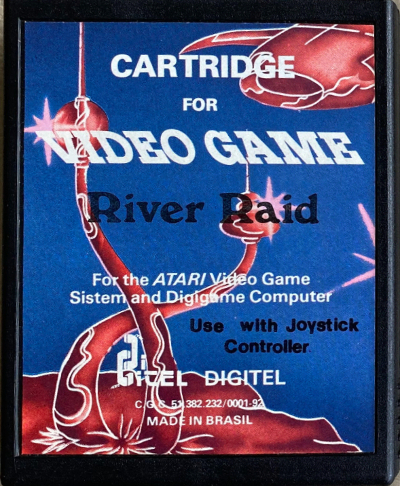 CARTRIDGE
FOR
VIDEO GAME
River Raid
For the ATARI Video Game
Sistem and Digigame Computer
Use with Joystick
Controller
DiGiTEL DIGITEL
C.G.C. 51.382.232/0001-92
MADE IN BRASIL